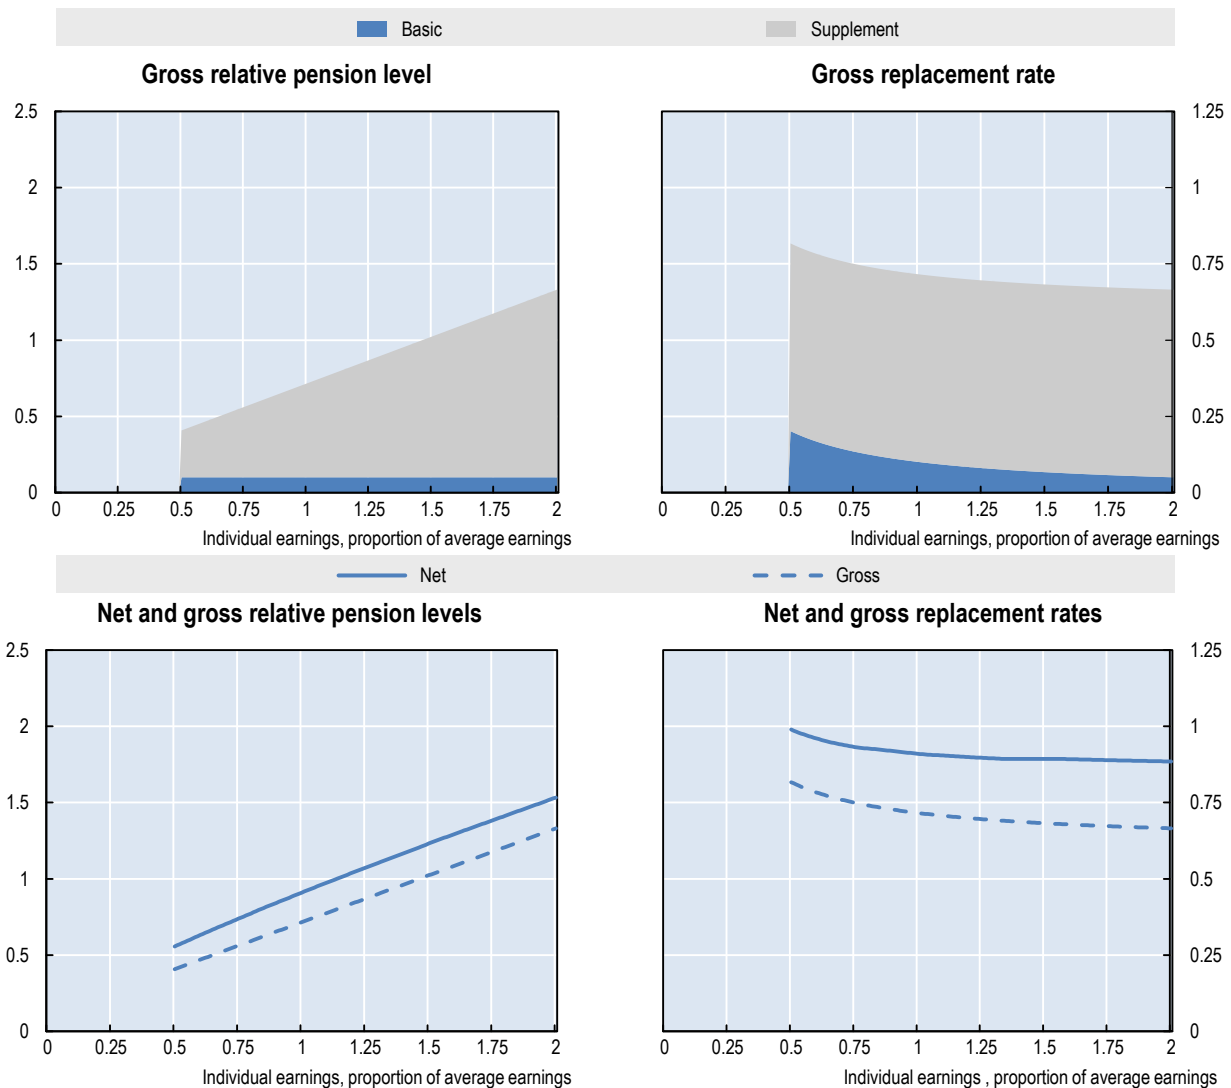 Basic Supplement
Gross relative pension level Gross replacement rate
2.5 1.25
2 1
1.5 0.75
1 0.5
0.5 0.25
0 0
0 0.25 0.5 0.75 1 1.25 1.5 1.75 2 0 0.25 0.5 0.75 1 1.25 1.5 1.75 2
Individual earnings, proportion of average earnings Individual earnings, proportion of average earnings
Net Gross
Net and gross relative pension levels Net and gross replacement rates
2.5 1.25
2 1
1.5 0.75
1 0.5
0.5 0.25
0 0
0 0.25 0.5 0.75 1 1.25 1.5 1.75 2 0 0.25 0.5 0.75 1 1.25 1.5 1.75 2
Individual earnings, proportion of average earnings Individual earnings , proportion of average earnings